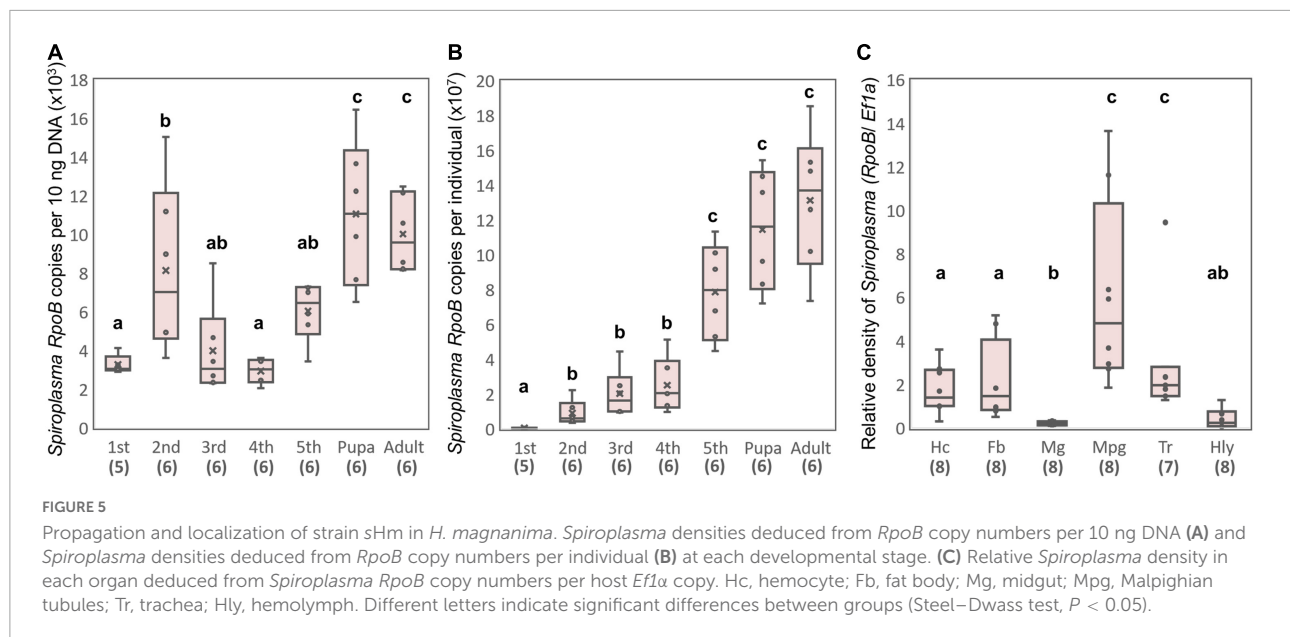 A
Spiroplasma RpoB copies per 10 ng DNA (x10³)
18
16
14
12
10
8
6
4
2
0
a
b
ab
a
ab
c
c
1st 2nd 3rd 4th 5th Pupa Adult
(5) (6) (6) (6) (6) (6) (6)
B
Spiroplasma RpoB copies per individual (x10⁷)
20
18
16
14
12
10
8
6
4
2
0
a
b
b
b
c
c
c
1st 2nd 3rd 4th 5th Pupa Adult
(5) (6) (6) (6) (6) (6) (6)
C
Relative density of Spiroplasma (RpoB/ Ef1a)
16
14
12
10
8
6
4
2
0
a
a
b
c
c
ab
Hc Fb Mg Mpg Tr Hly
(8) (8) (8) (8) (7) (8)
FIGURE 5
Propagation and localization of strain sHm in H. magnanima. Spiroplasma densities deduced from RpoB copy numbers per 10 ng DNA (A) and
Spiroplasma densities deduced from RpoB copy numbers per individual (B) at each developmental stage. (C) Relative Spiroplasma density in
each organ deduced from Spiroplasma RpoB copy numbers per host Ef1α copy. Hc, hemocyte; Fb, fat body; Mg, midgut; Mpg, Malpighian
tubules; Tr, trachea; Hly, hemolymph. Different letters indicate significant differences between groups (Steel–Dwass test, P < 0.05).